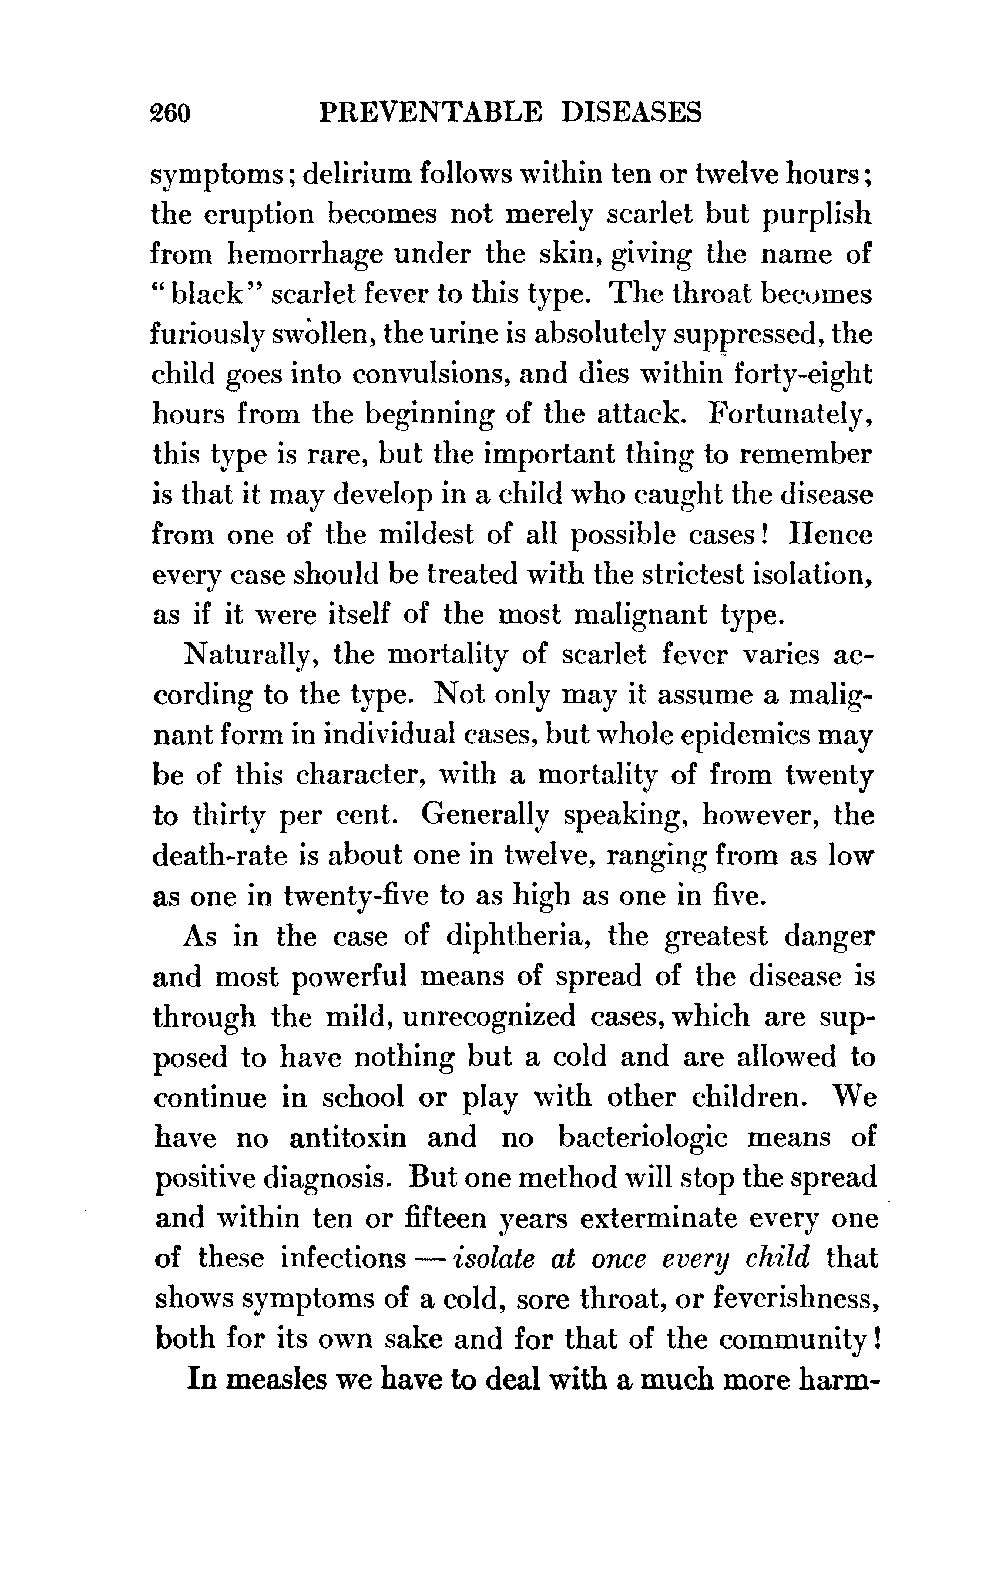 260 PREVENTABLE DISEASES
symptoms; delirium follows within ten or twelve hours;
the eruption becomes not merely scarlet but purplish
from hemorrhage under the skin, giving the name of
"black" scarlet fever to this type. The throat becomes
furiously swollen, the urine is absolutely suppressed, the
child goes into convulsions, and dies within forty-eight
hours from the beginning of the attack. Fortunately,
this type is rare, but the important thing to remember
is that it may develop in a child who caught the disease
from one of the mildest of all possible cases! Hence
every case should be treated with the strictest isolation,
as if it were itself of the most malignant type.
Naturally, the mortality of scarlet fever varies ac-
cording to the type. Not only may it assume a malig-
nant form in individual cases, but whole epidemics may
be of this character, with a mortality of from twenty
to thirty per cent. Generally speaking, however, the
death-rate is about one in twelve, ranging from as low
as one in twenty-five to as high as one in five.
As in the case of diphtheria, the greatest danger
and most powerful means of spread of the disease is
through the mild, unrecognized cases, which are sup-
posed to have nothing but a cold and are allowed to
continue in school or play with other children. We
have no antitoxin and no bacteriologic means of
positive diagnosis. But one method will stop the spread
and within ten or fifteen years exterminate every one
of these infections — isolate at once every child that
shows symptoms of a cold, sore throat, or feverishness,
both for its own sake and for that of the community!
In measles we have to deal with a much more harm-